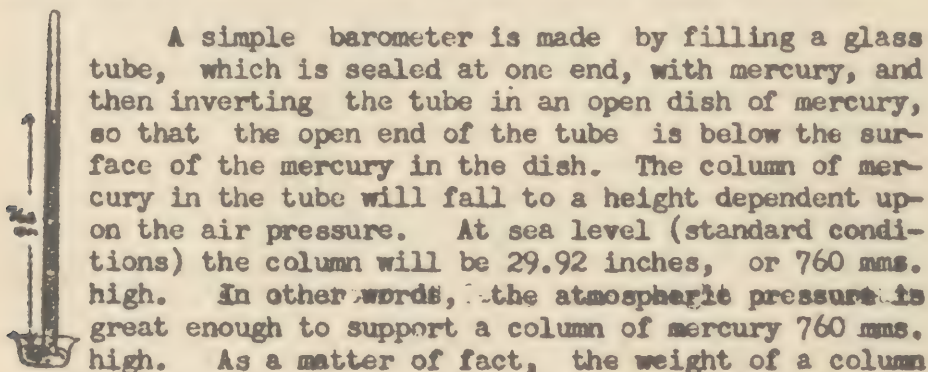 A simple barometer is made by filling a glass
tube, which is sealed at one end, with mercury, and
then inverting the tube in an open dish of mercury,
so that the open end of the tube is below the sur-
face of the mercury in the dish. The column of mer-
cury in the tube will fall to a height dependent up-
on the air pressure. At sea level (standard condi-
tions) the column will be 29.92 inches, or 760 mms.
high. In other words, the atmospheric pressure is
great enough to support a column of mercury 760 mms.
high. As a matter of fact, the weight of a column